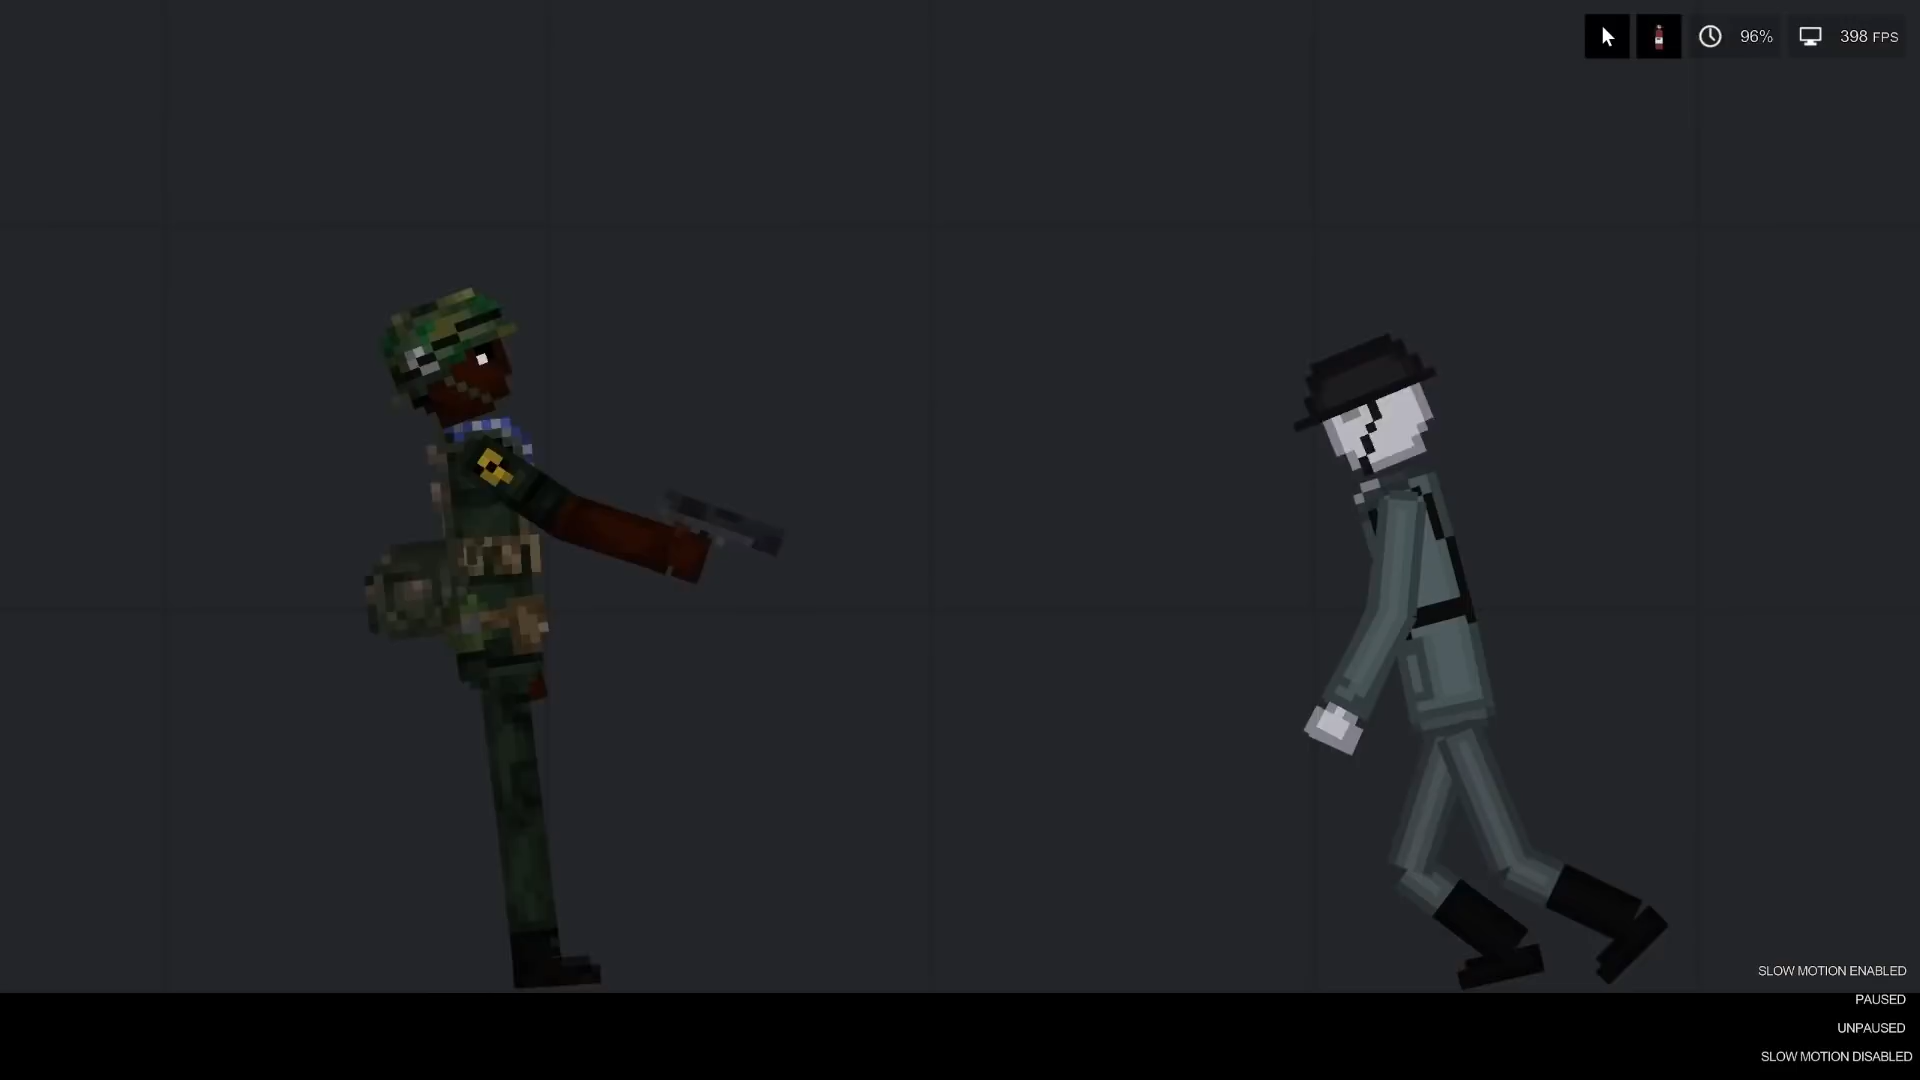 96%
398 FPS
SLOW MOTION ENABLED
PAUSED
UNPAUSED
SLOW MOTION DISABLED